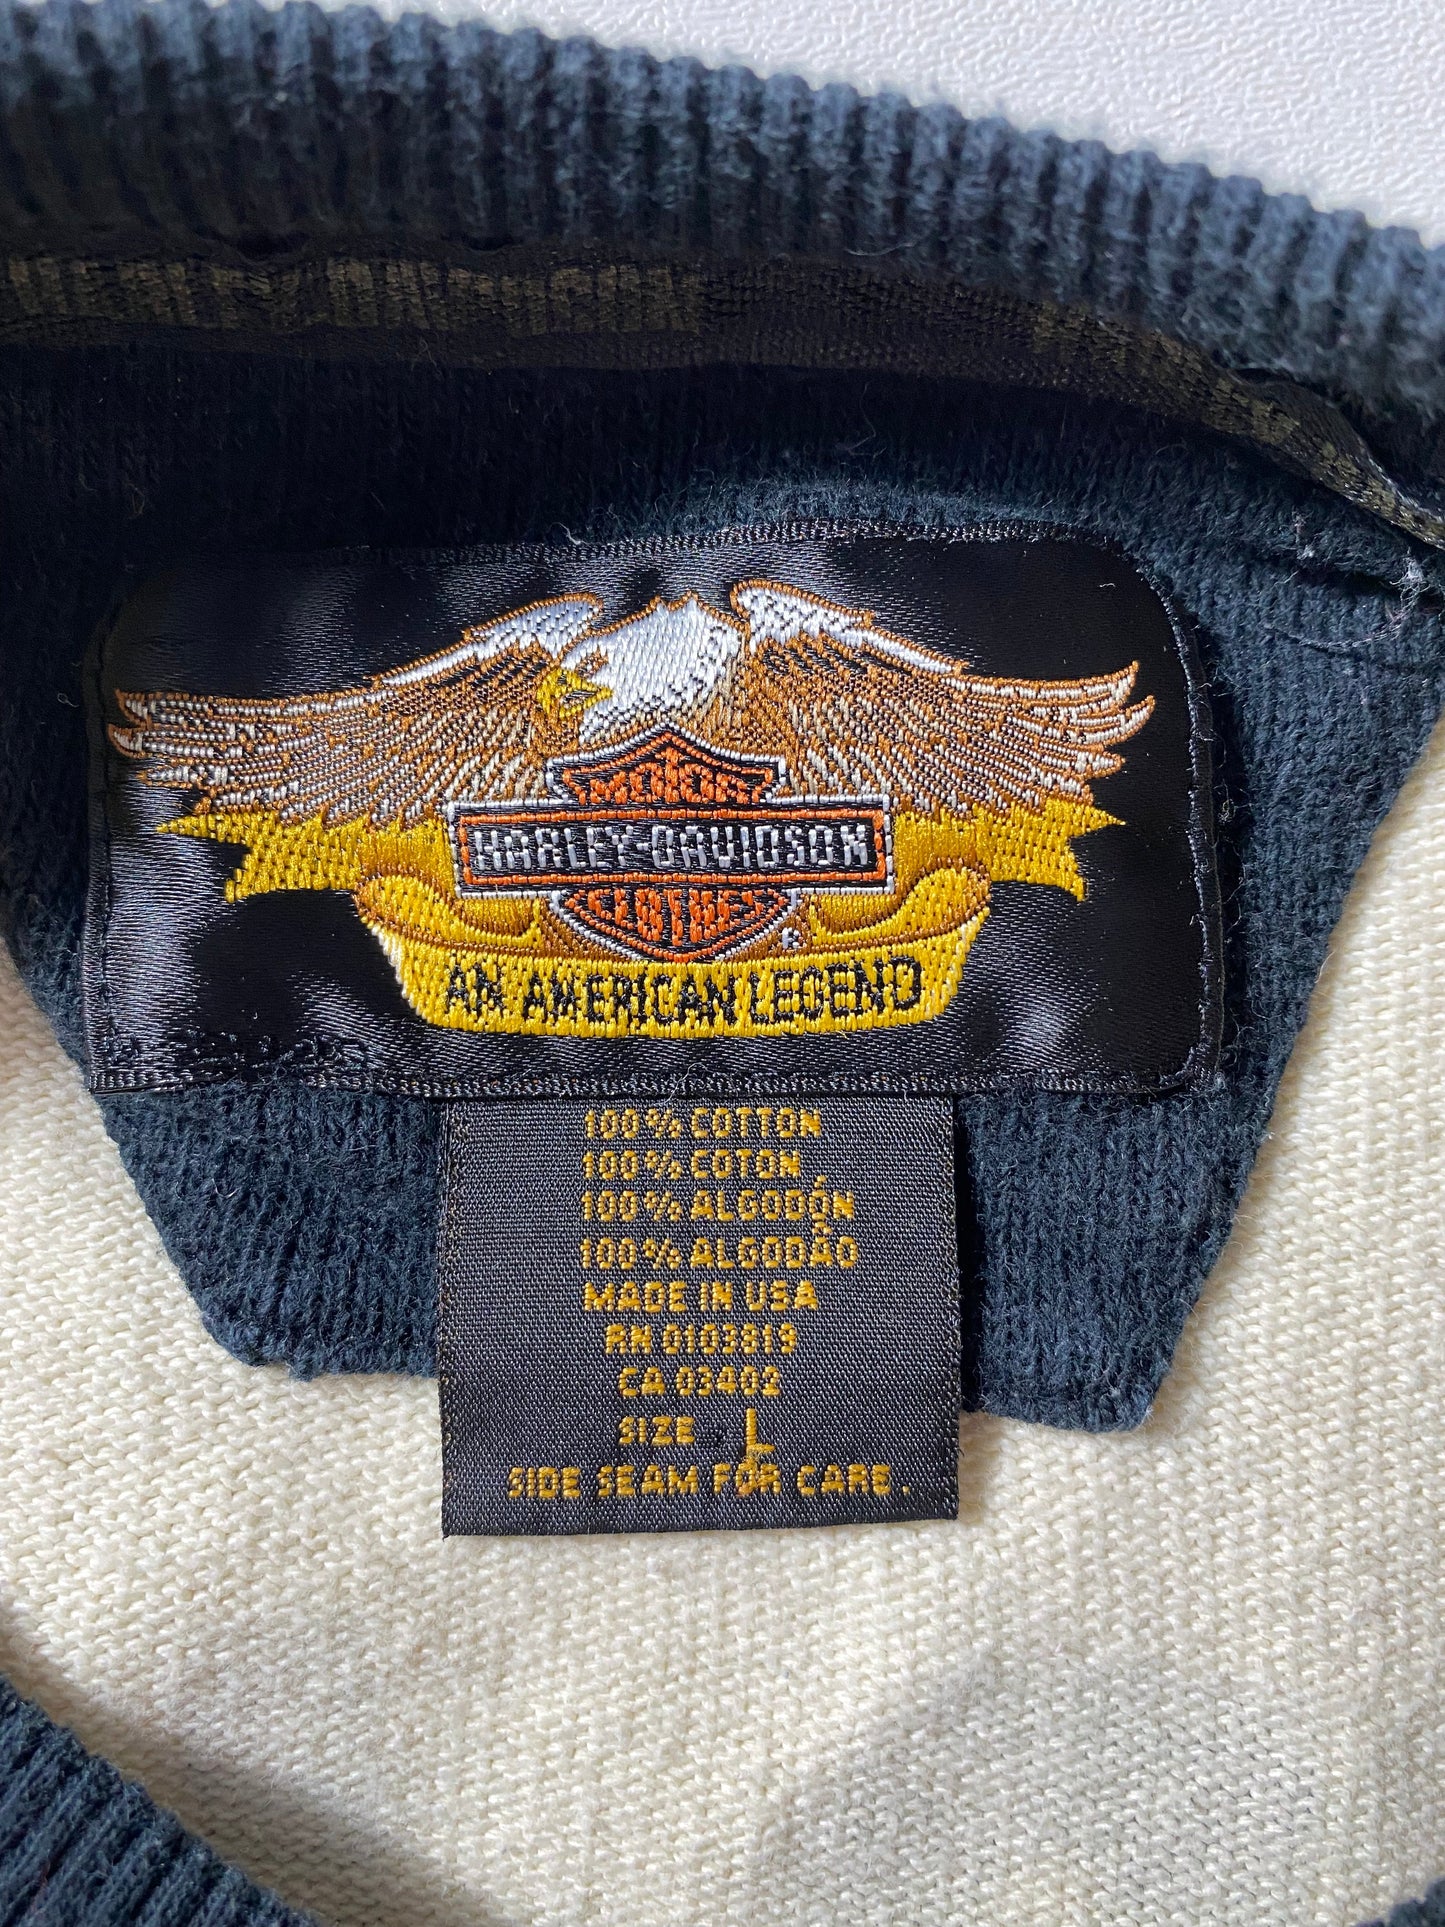 MOTOR
HARLEY-DAVIDSON
CLOTHES
®
AN AMERICAN LEGEND
100% COTTON
100% COTON
100% ALGODÓN
100% ALGODÃO
MADE IN USA
RN 0103819
CA 03402
SIZE L
SIDE SEAM FOR CARE.